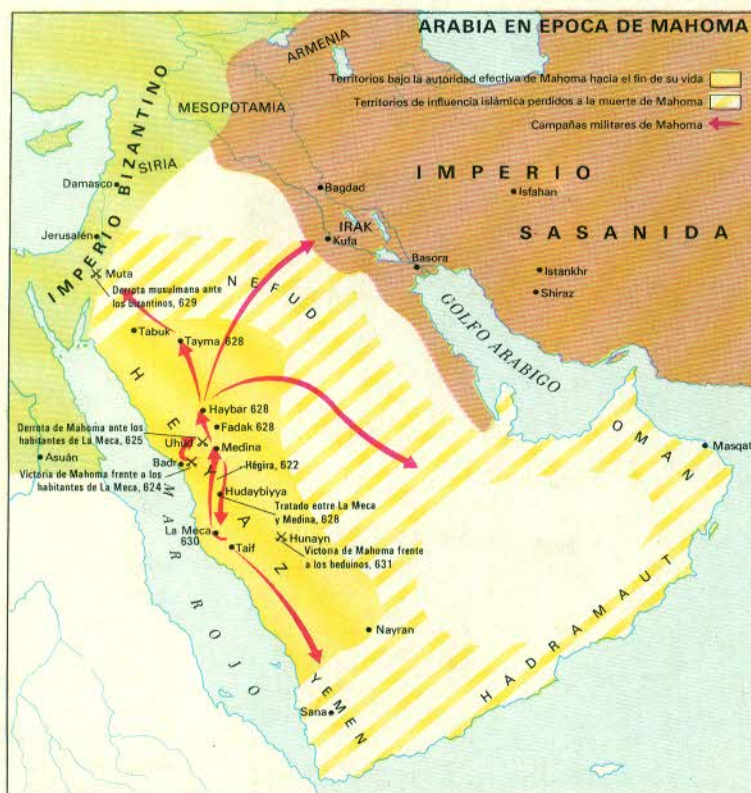 ARABIA EN EPOCA DE MAHOMA
Territorios bajo la autoridad efectiva de Mahoma hacia el fin de su vida
Territorios de influencia islámica perdidos a la muerte de Mahoma
Campañas militares de Mahoma
ARMENIA
MESOPOTAMIA
IMPERIO BIZANTINO
SIRIA
Damasco
Jerusalén
Bagdad
IMPERIO
SASANIDA
Isfahan
IRAK
Kufa
Basora
Istankhr
Shiraz
GOLFO ARABIGO
Muta
Derrota musulmana ante
los bizantinos, 629
NEFUD
Tabuk
Tayma, 628
HEYAZ
Haybar 628
Fadak 628
Derrota de Mahoma ante los
habitantes de La Meca, 625
Uhud
Medina
Asuán
Badr
Hégira, 622
Victoria de Mahoma frente a los
habitantes de La Meca, 624
Hudaybiyya
Tratado entre La Meca
y Medina, 628
La Meca
630
Taif
Hunayn
Victoria de Mahoma frente
a los beduinos, 631
MAR ROJO
OMAN
Masqat
Nayran
HADRAMAUT
YEMEN
Sana